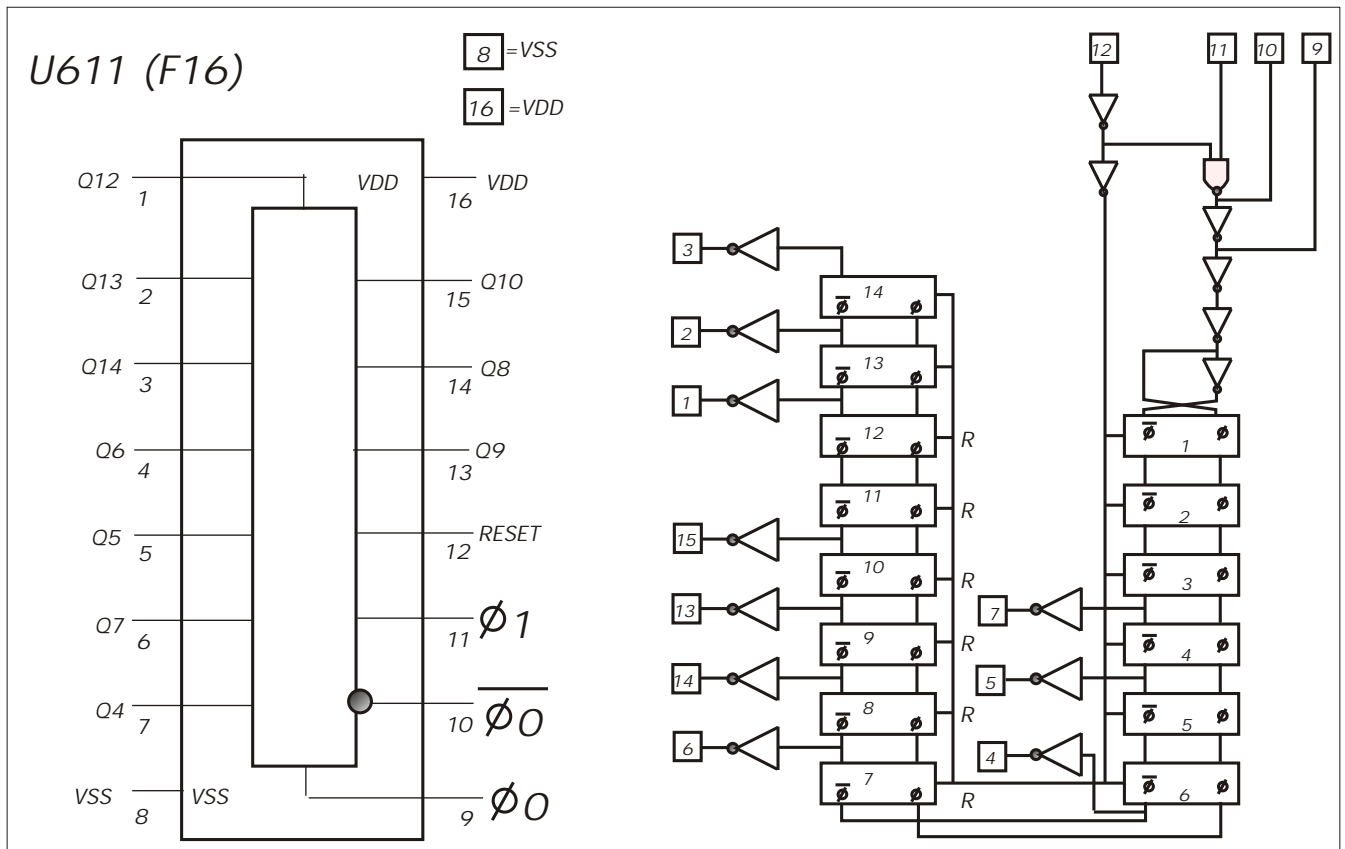 U611 (F16)
8 =VSS
16 =VDD
Q12
1
VDD
16
VDD
Q13
2
Q10
15
Q14
3
Q8
14
Q6
4
Q9
13
Q5
5
RESET
12
Q7
6
11
Ø1
Q4
7
10
Ø̅0̅
VSS
8
VSS
9
Ø0
12
11
10
9
3
14
Ø̅
Ø
2
13
Ø̅
Ø
1
12
Ø̅
Ø
R
11
Ø̅
Ø
R
15
10
Ø̅
Ø
R
13
9
Ø̅
Ø
R
14
8
Ø̅
Ø
R
6
7
Ø̅
Ø
R
Ø̅
Ø
1
Ø̅
Ø
2
Ø̅
Ø
3
7
Ø̅
Ø
4
5
Ø̅
Ø
5
4
Ø̅
Ø
6